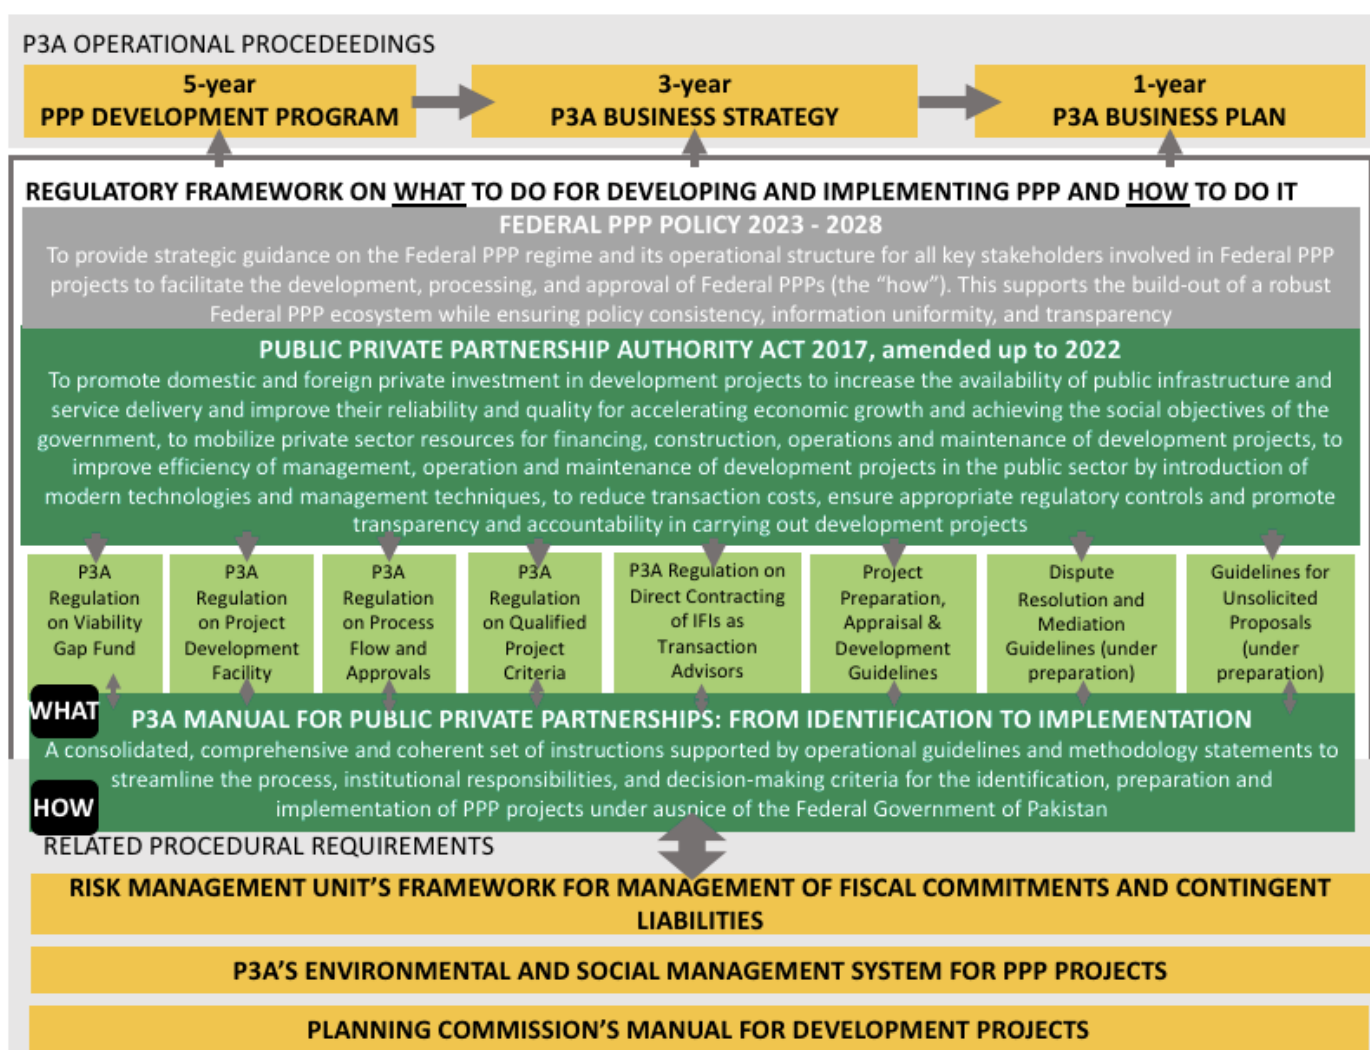 P3A OPERATIONAL PROCEDEEDINGS
5-year
PPP DEVELOPMENT PROGRAM
3-year
P3A BUSINESS STRATEGY
1-year
P3A BUSINESS PLAN
REGULATORY FRAMEWORK ON WHAT TO DO FOR DEVELOPING AND IMPLEMENTING PPP AND HOW TO DO IT
FEDERAL PPP POLICY 2023 - 2028
To provide strategic guidance on the Federal PPP regime and its operational structure for all key stakeholders involved in Federal PPP
projects to facilitate the development, processing, and approval of Federal PPPs (the “how”). This supports the build-out of a robust
Federal PPP ecosystem while ensuring policy consistency, information uniformity, and transparency
PUBLIC PRIVATE PARTNERSHIP AUTHORITY ACT 2017, amended up to 2022
To promote domestic and foreign private investment in development projects to increase the availability of public infrastructure and
service delivery and improve their reliability and quality for accelerating economic growth and achieving the social objectives of the
government, to mobilize private sector resources for financing, construction, operations and maintenance of development projects, to
improve efficiency of management, operation and maintenance of development projects in the public sector by introduction of
modern technologies and management techniques, to reduce transaction costs, ensure appropriate regulatory controls and promote
transparency and accountability in carrying out development projects
P3A
Regulation
on Viability
Gap Fund
P3A
Regulation
on Project
Development
Facility
P3A
Regulation
on Process
Flow and
Approvals
P3A
Regulation
on Qualified
Project
Criteria
P3A Regulation on
Direct Contracting
of IFIs as
Transaction
Advisors
Project
Preparation,
Appraisal &
Development
Guidelines
Dispute
Resolution and
Mediation
Guidelines (under
preparation)
Guidelines for
Unsolicited
Proposals
(under
preparation)
WHAT
P3A MANUAL FOR PUBLIC PRIVATE PARTNERSHIPS: FROM IDENTIFICATION TO IMPLEMENTATION
A consolidated, comprehensive and coherent set of instructions supported by operational guidelines and methodology statements to
streamline the process, institutional responsibilities, and decision-making criteria for the identification, preparation and
implementation of PPP projects under auspice of the Federal Government of Pakistan
HOW
RELATED PROCEDURAL REQUIREMENTS
RISK MANAGEMENT UNIT’S FRAMEWORK FOR MANAGEMENT OF FISCAL COMMITMENTS AND CONTINGENT
LIABILITIES
P3A’S ENVIRONMENTAL AND SOCIAL MANAGEMENT SYSTEM FOR PPP PROJECTS
PLANNING COMMISSION’S MANUAL FOR DEVELOPMENT PROJECTS